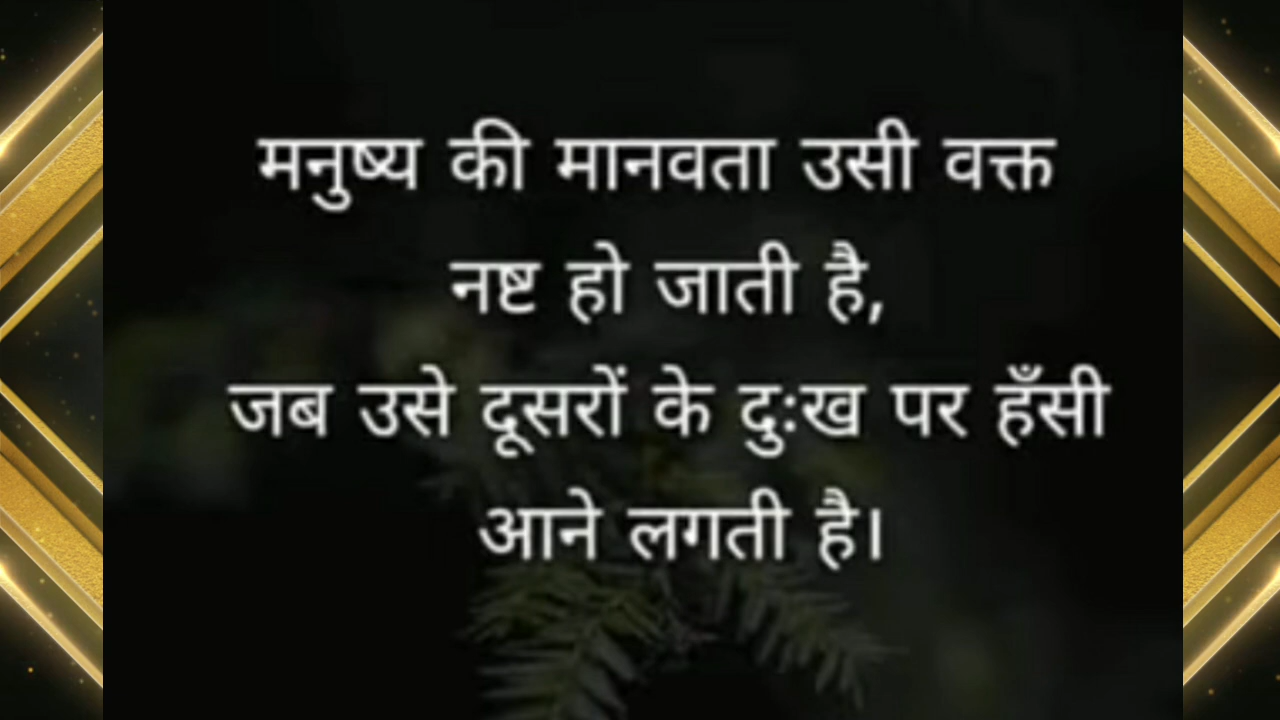 मनुष्य की मानवता उसी वक्त
नष्ट हो जाती है,
जब उसे दूसरों के दुःख पर हँसी
आने लगती है।